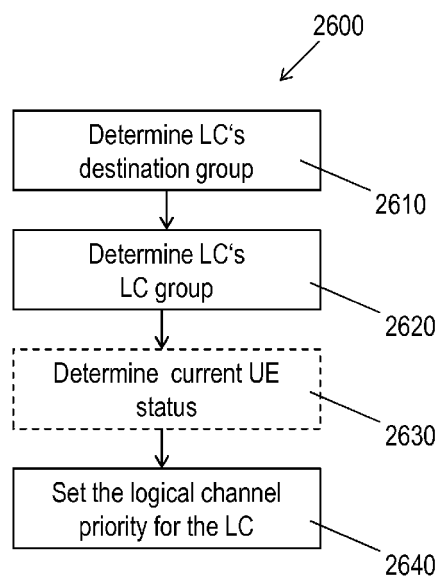 2600
Determine LC‘s
destination group
2610
Determine LC‘s
LC group
2620
Determine current UE
status
2630
Set the logical channel
priority for the LC
2640